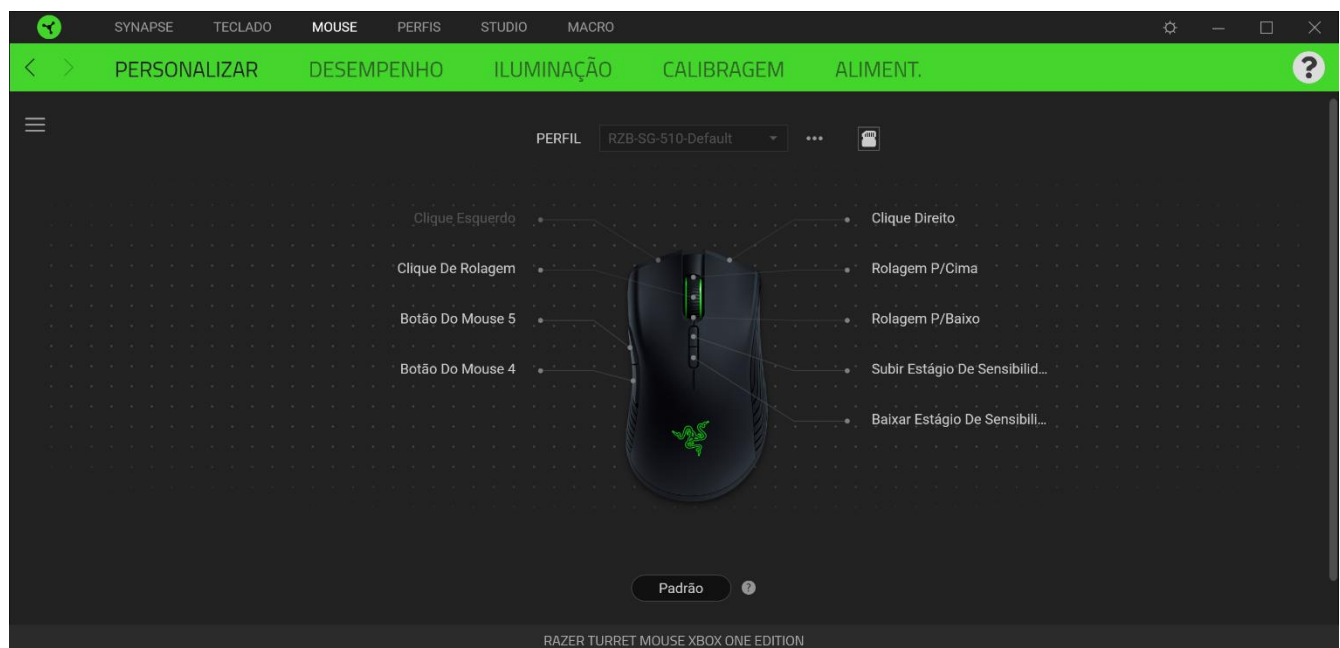 SYNAPSE TECLADO MOUSE PERFIS STUDIO MACRO
PERSONALIZAR DESEMPENHO ILUMINAÇÃO CALIBRAGEM ALIMENT. ?
PERFIL RZB-SG-510-Default
Clique Esquerdo
Clique De Rolagem
Botão Do Mouse 5
Botão Do Mouse 4
Clique Direito
Rolagem P/Cima
Rolagem P/Baixo
Subir Estágio De Sensibilid...
Baixar Estágio De Sensibili...
Padrão ?
RAZER TURRET MOUSE XBOX ONE EDITION